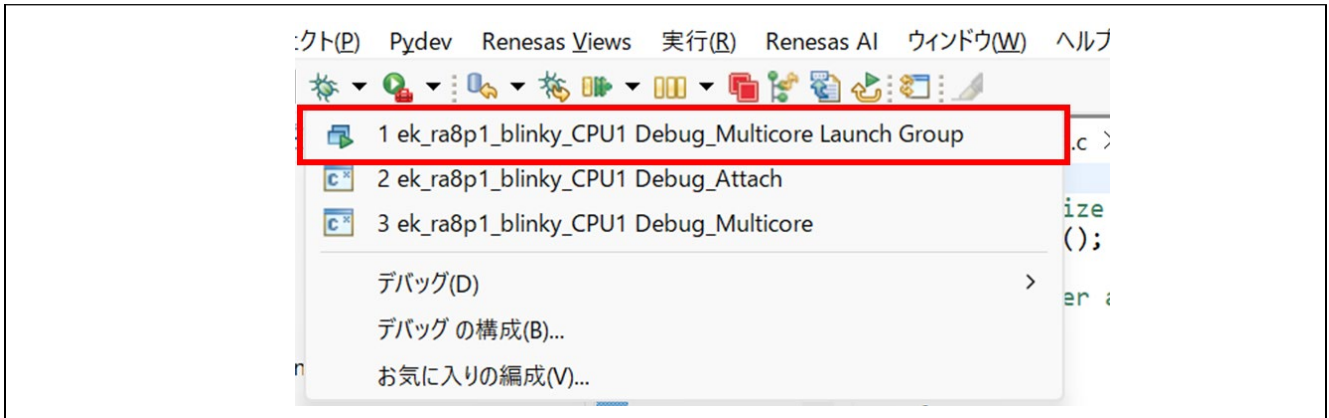 クト(P) Pydev Renesas Views 実行(R) Renesas AI ウィンドウ(W) ヘルプ
1 ek_ra8p1_blinky_CPU1 Debug_Multicore Launch Group
.c
2 ek_ra8p1_blinky_CPU1 Debug_Attach
ize
3 ek_ra8p1_blinky_CPU1 Debug_Multicore
();
デバッグ(D)
er
デバッグ の構成(B)...
お気に入りの編成(V)...